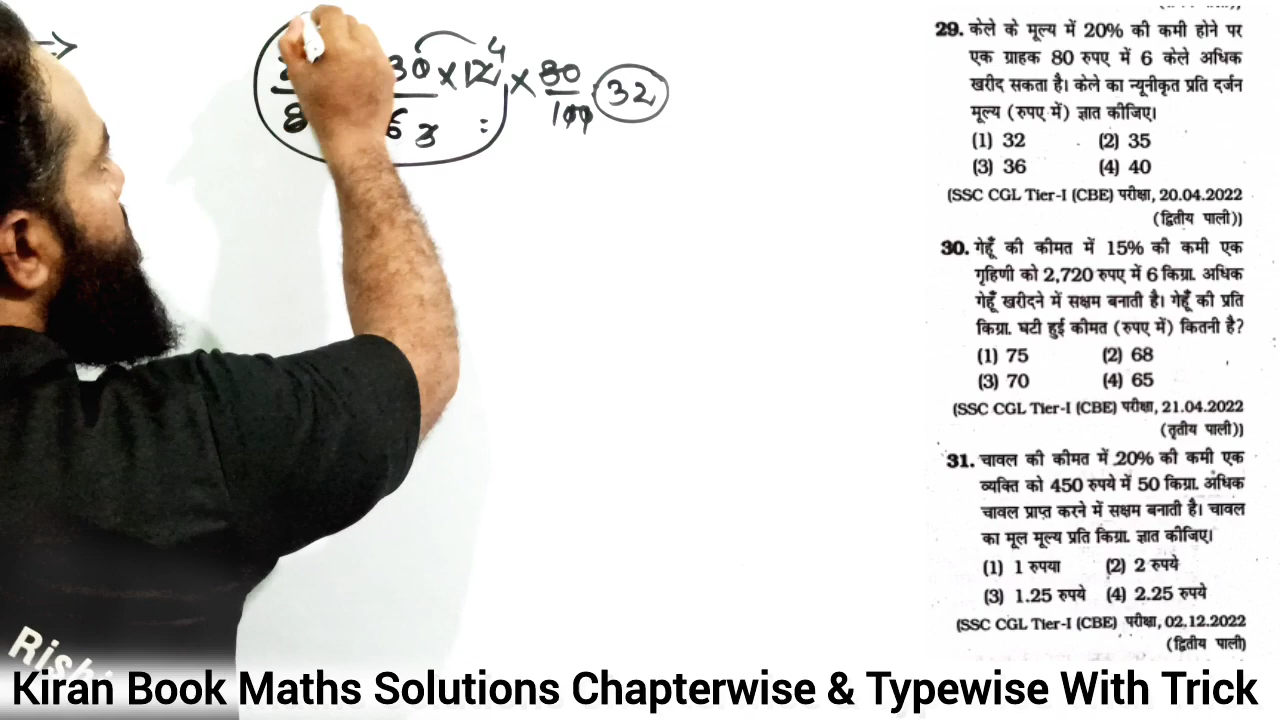 30 × 12 4 × 80
100
32
8
6 3 :
29. केले के मूल्य में 20% की कमी होने पर
एक ग्राहक 80 रुपए में 6 केले अधिक
खरीद सकता है। केले का न्यूनीकृत प्रति दर्जन
मूल्य (रुपए में) ज्ञात कीजिए।
(1) 32 (2) 35
(3) 36 (4) 40
(SSC CGL Tier-I (CBE) परीक्षा, 20.04.2022
(द्वितीय पाली))
30. गेहूँ की कीमत में 15% की कमी एक
गृहिणी को 2,720 रुपए में 6 किग्रा. अधिक
गेहूँ खरीदने में सक्षम बनाती है। गेहूँ की प्रति
किग्रा. घटी हुई कीमत (रुपए में) कितनी है?
(1) 75 (2) 68
(3) 70 (4) 65
(SSC CGL Tier-I (CBE) परीक्षा, 21.04.2022
(तृतीय पाली))
31. चावल की कीमत में 20% की कमी एक
व्यक्ति को 450 रुपये में 50 किग्रा. अधिक
चावल प्राप्त करने में सक्षम बनाती है। चावल
का मूल मूल्य प्रति किग्रा. ज्ञात कीजिए।
(1) 1 रुपया (2) 2 रुपये
(3) 1.25 रुपये (4) 2.25 रुपये
(SSC CGL Tier-I (CBE) परीक्षा, 02.12.2022
(द्वितीय पाली)
Rishi
Kiran Book Maths Solutions Chapterwise & Typewise With Trick